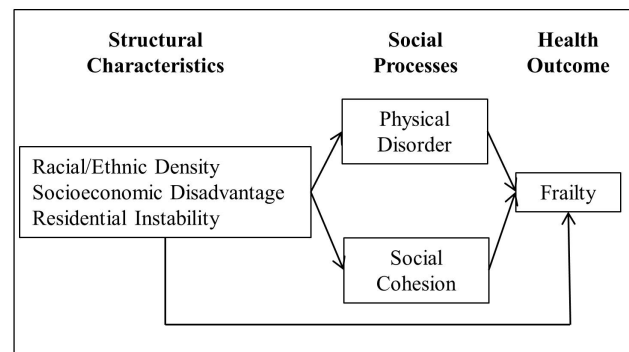 Structural
Characteristics
Social
Processes
Health
Outcome
Racial/Ethnic Density
Socioeconomic Disadvantage
Residential Instability
Physical
Disorder
Social
Cohesion
Frailty